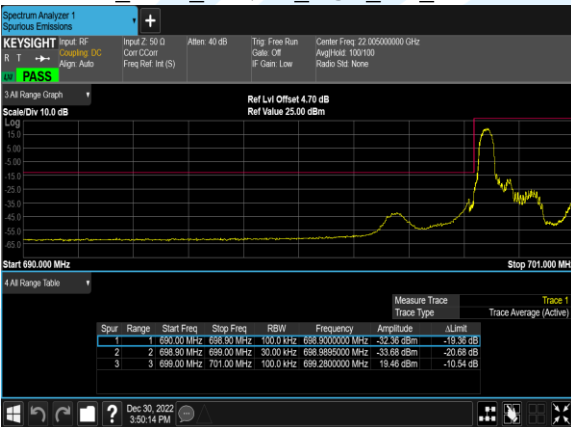 Spectrum Analyzer 1
Spurious Emissions
+
KEYSIGHT Input: RF Input Z: 50 Ω Atten: 40 dB Trig: Free Run Center Freq: 22.005000000 GHz
R T Coupling: DC Corr CCorr Gate: Off Avg|Hold: 100/100
Align: Auto Freq Ref: Int (S) IF Gain: Low Radio Std: None
PASS
3 All Range Graph
Ref Lvl Offset 4.70 dB
Scale/Div 10.0 dB Ref Value 25.00 dBm
Log
15.0
5.00
-5.00
-15.0
-25.0
-35.0
-45.0
-55.0
-65.0
Start 690.000 MHz Stop 701.000 MH
4 All Range Table
Measure Trace Trace 1
Trace Type Trace Average (Active)
Spur Range Start Freq Stop Freq RBW Frequency Amplitude ΔLimit
1 1 690.00 MHz 698.90 MHz 100.0 kHz 698.9000000 MHz -32.36 dBm -19.36 dB
2 2 698.90 MHz 699.00 MHz 30.00 kHz 698.9895000 MHz -33.68 dBm -20.68 dB
3 3 699.00 MHz 701.00 MHz 100.0 kHz 699.2800000 MHz 19.46 dBm -10.54 dB
? Dec 30, 2022
3:50:14 PM